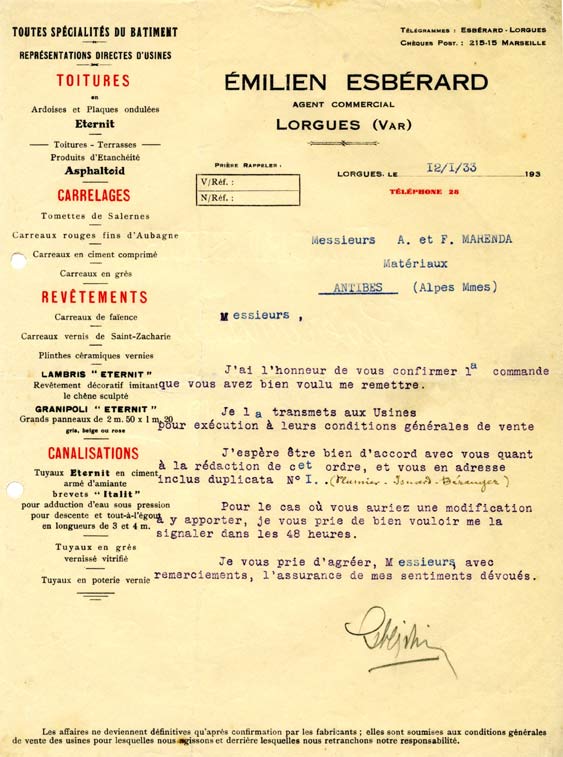 TOUTES SPÉCIALITÉS DU BATIMENT
REPRÉSENTATIONS DIRECTES D'USINES
TOITURES
en
Ardoises et Plaques ondulées
Eternit
Toitures - Terrasses
Produits d'Etanchéité
Asphalteid
CARRELAGES
Tomettes de Salernes
Carreaux rouges fins d'Aubagne
Carreaux en ciment comprimé
Carreaux en grés
REVÊTEMENTS
Carreaux de faïence
Carreaux vernis de Saint-Zacharie
Plinthes céramiques vernies
LAMBRIS "ETERNIT"
Revêtement décoratif imitant
le chêne sculpté
GRANIPOLI "ETERNIT"
Grands panneaux de 2 m. 50 x 1 m. 20
gris, beige ou rose
CANALISATIONS
Tuyaux Eternit en ciment
armé d'amiante
brevets "Italit"
pour adduction d'eau sous pression
pour descente et tout-à-l'égout
en longueurs de 3 et 4 m.
Tuyaux en grés
vernissé vitrifié
Tuyaux en poterie vernie
TÉLÉGRAMMES : ESBÉRARD - LORGUES
CHÈQUES POST. : 215-15 MARSEILLE
ÉMILIEN ESBÉRARD
AGENT COMMERCIAL
LORGUES (VAR)
PRIÈRE RAPPELER :
V/Réf. :
N/Réf. :
LORGUES, LE 12/1/33 193
TÉLÉPHONE 28
Messieurs A. et F. MARENDA
Matériaux
ANTIBES (Alpes Mmes)
Messieurs,
J'ai l'honneur de vous confirmer la commande
que vous avez bien voulu me remettre.
Je la transmets aux Usines
pour exécution à leurs conditions générales de vente
J'espère être bien d'accord avec vous quant
à la rédaction de cet ordre, et vous en adresse
inclus duplicata N°I.. (Plumier - Isnard - Béranger)
Pour le cas où vous auriez une modification
à y apporter, je vous prie de bien vouloir me la
signaler dans les 48 heures.
Je vous prie d'agréer, Messieurs, avec
remerciements, l'assurance de mes sentiments dévoués.
Les affaires ne deviennent définitives qu'après confirmation par les fabricants ; elles sont soumises aux conditions générales
de vente des usines pour lesquelles nous agissons et derrière lesquelles nous retranchons notre responsabilité.